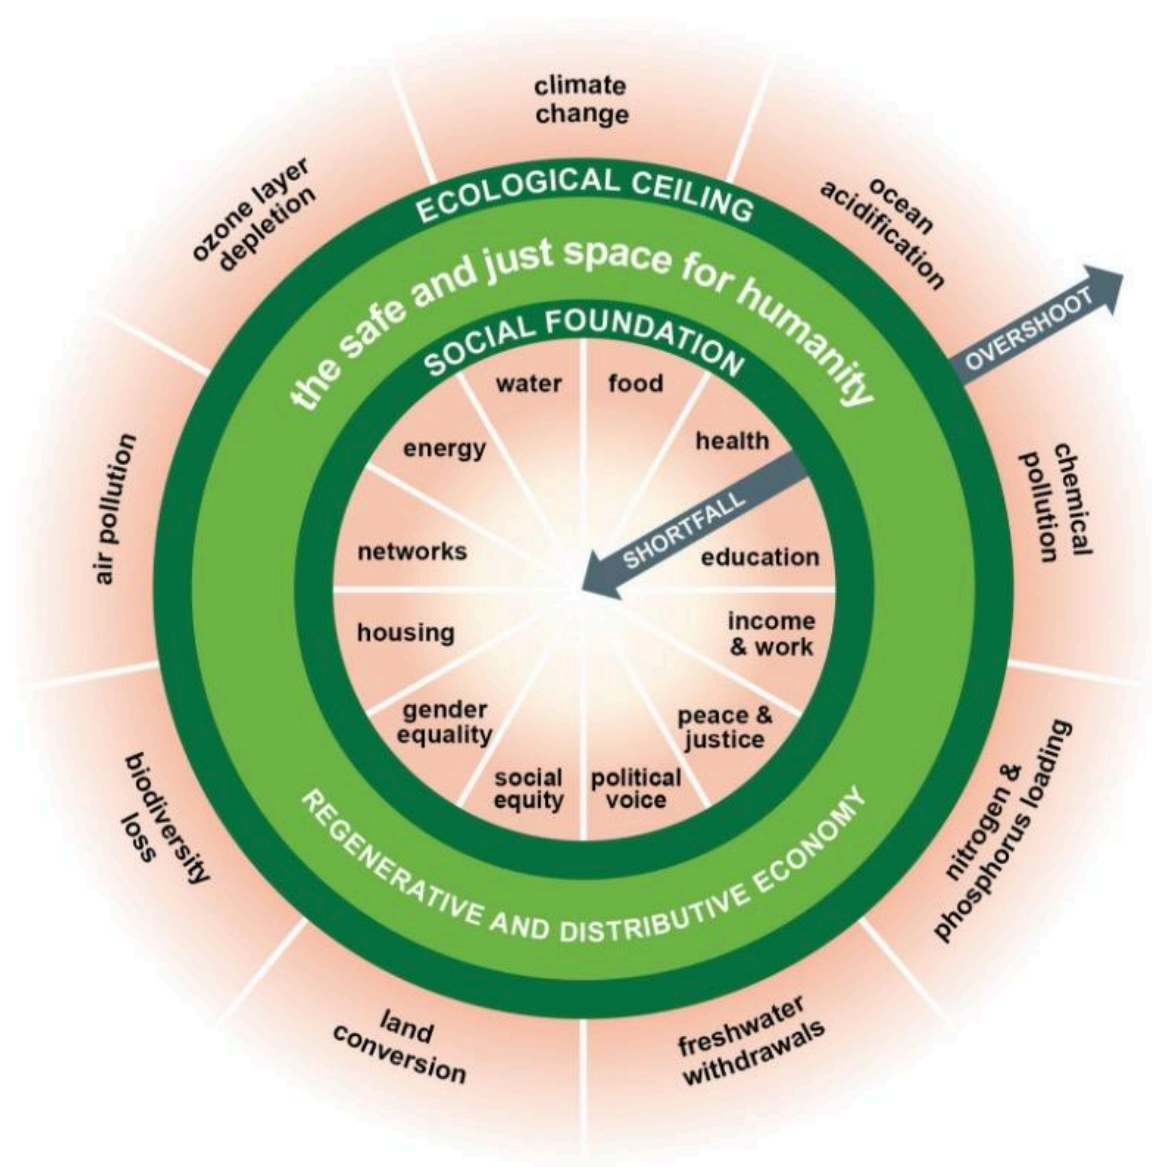 climate
change
ocean
acidification
OVERSHOOT
chemical
pollution
nitrogen &
phosphorus loading
freshwater
withdrawals
land
conversion
biodiversity
loss
air pollution
ozone layer
depletion
ECOLOGICAL CEILING
the safe and just space for humanity
SOCIAL FOUNDATION
water
food
health
SHORTFALL
education
income
& work
peace &
justice
political
voice
social
equity
gender
equality
housing
networks
energy
REGENERATIVE AND DISTRIBUTIVE ECONOMY